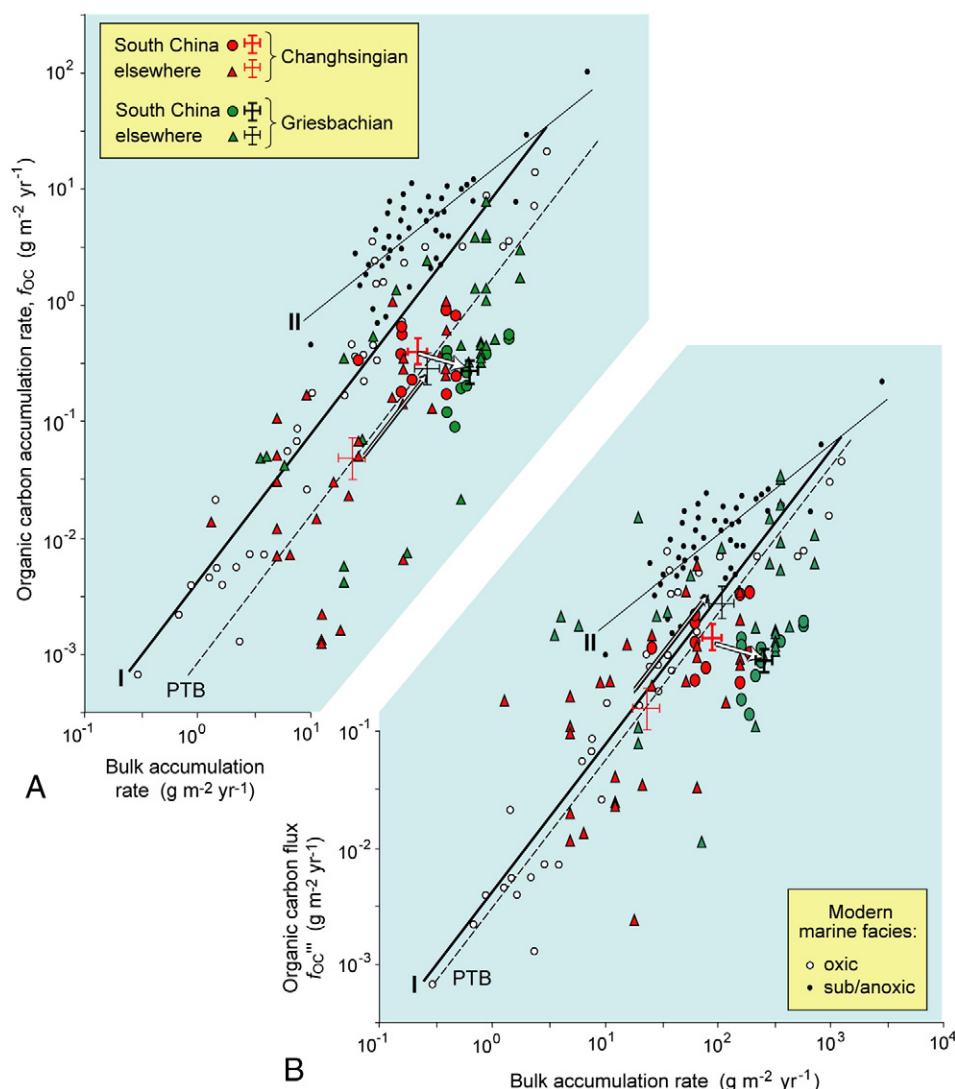 South China
elsewhere
Changhsingian
South China
elsewhere
Griesbachian
Organic carbon accumulation rate, fOC (g m-2 yr-1)
10²
10¹
10⁰
10-1
10-2
10-3
II
I
PTB
10-1
10⁰
10¹
Bulk accumulation
rate (g m-2 yr-1)
A
Organic carbon flux
fOC''' (g m-2 yr-1)
10-1
10-2
10-3
II
I
PTB
Modern
marine facies:
oxic
sub/anoxic
10-1
10⁰
10¹
10²
10³
10⁴
B
Bulk accumulation rate (g m-2 yr-1)